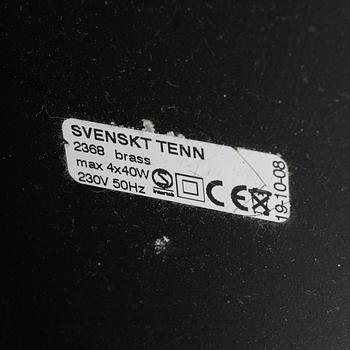 SVENSKT TENN
2368 brass
max 4x40W
230V 50Hz
S
CE
19-10-08